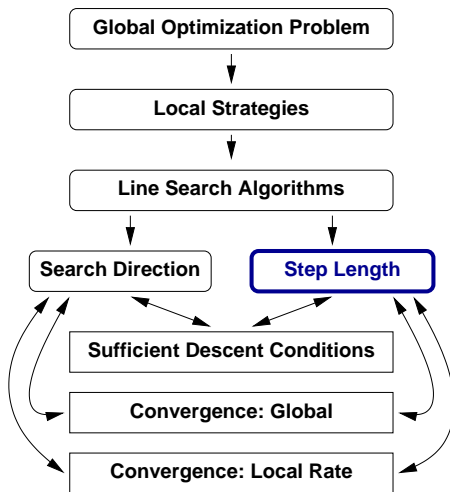 Global Optimization Problem
Local Strategies
Line Search Algorithms
Search Direction
Step Length
Sufficient Descent Conditions
Convergence: Global
Convergence: Local Rate